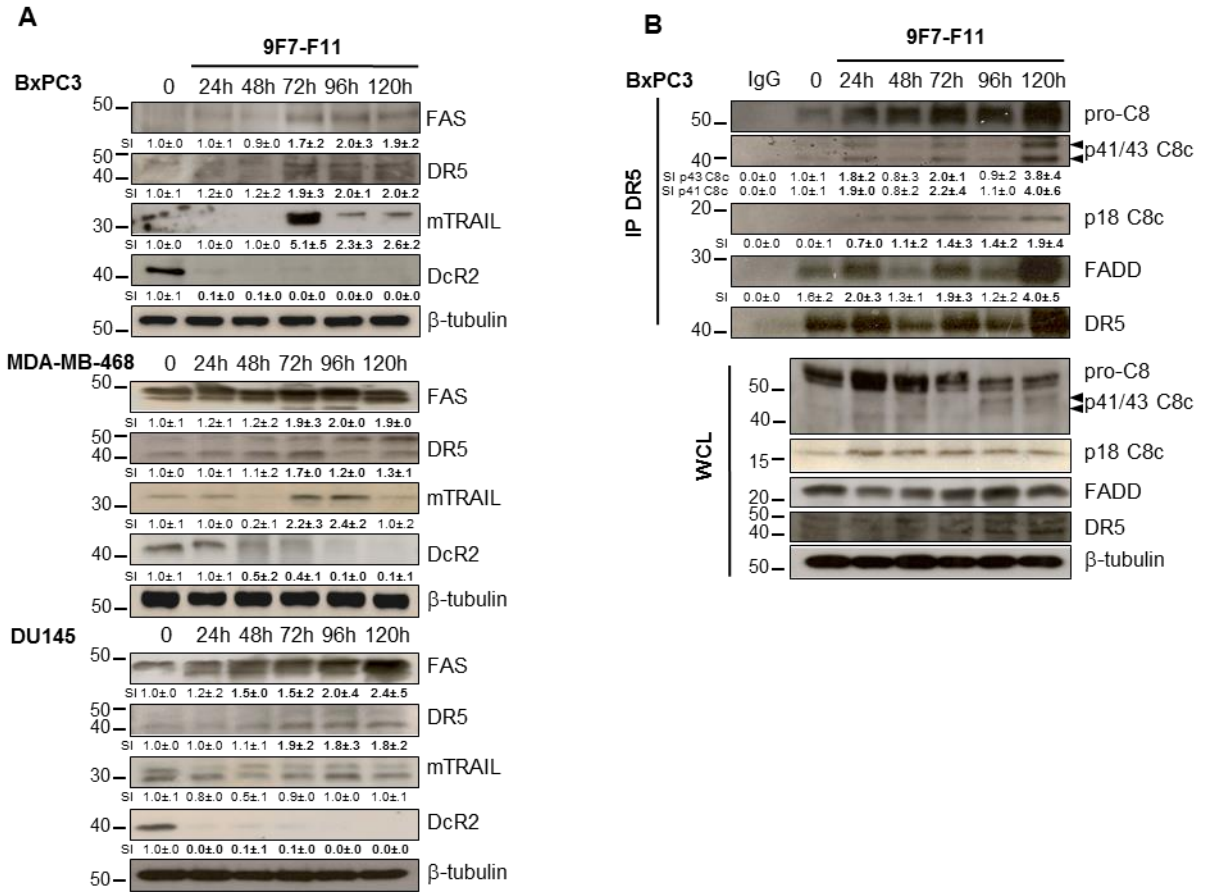 A
9F7-F11
BxPC3 0 24h 48h 72h 96h 120h
50 FAS
SI 1.0±.0 1.0±.1 0.9±.0 1.7±.2 2.0±.3 1.9±.2
50
40 DR5
SI 1.0±.1 1.2±.0 1.2±.2 1.9±.3 2.0±.1 2.0±.2
30 mTRAIL
SI 1.0±.0 1.0±.0 1.0±.0 5.1±.5 2.3±.3 2.6±.2
40 DcR2
SI 1.0±.1 0.1±.0 0.1±.0 0.0±.0 0.0±.0 0.0±.0
50 β-tubulin
MDA-MB-468 0 24h 48h 72h 96h 120h
50 FAS
SI 1.0±.0 1.2±.1 1.2±.2 1.9±.3 2.0±.0 1.9±.0
50
40 DR5
SI 1.0±.0 1.0±.1 1.1±.2 1.7±.0 1.2±.0 1.3±.1
30 mTRAIL
SI 1.0±.1 1.0±.0 0.2±.1 2.2±.3 2.4±.2 1.0±.2
40 DcR2
SI 1.0±.1 1.0±.1 0.5±.2 0.4±.1 0.1±.0 0.1±.1
50 β-tubulin
DU145 0 24h 48h 72h 96h 120h
50 FAS
SI 1.0±.0 1.2±.2 1.5±.0 1.5±.2 2.0±.4 2.4±.5
50
40 DR5
SI 1.0±.0 1.0±.0 1.1±.1 1.9±.2 1.8±.3 1.8±.2
30 mTRAIL
SI 1.0±.1 0.8±.0 0.5±.1 0.9±.0 1.0±.0 1.0±.1
40 DcR2
SI 1.0±.0 0.0±.0 0.1±.1 0.1±.0 0.0±.0 0.0±.0
50 β-tubulin
B
9F7-F11
BxPC3 IgG 0 24h 48h 72h 96h 120h
IP DR5
50 pro-C8
40 p41/43 C8c
SI p43 C8c 0.0±.0 1.0±.1 1.8±.2 0.8±.3 2.0±.1 0.9±.2 3.8±.4
SI p41 C8c 0.0±.0 1.0±.1 1.9±.0 0.8±.2 2.2±.4 1.1±.0 4.0±.6
20 p18 C8c
SI 0.0±.0 0.0±.1 0.7±.0 1.1±.2 1.4±.3 1.4±.2 1.9±.4
30 FADD
SI 0.0±.0 1.6±.2 2.0±.3 1.3±.1 1.9±.3 1.2±.2 4.0±.5
40 DR5
WCL
pro-C8
50 p41/43 C8c
40
15 p18 C8c
20 FADD
50
40 DR5
50 β-tubulin